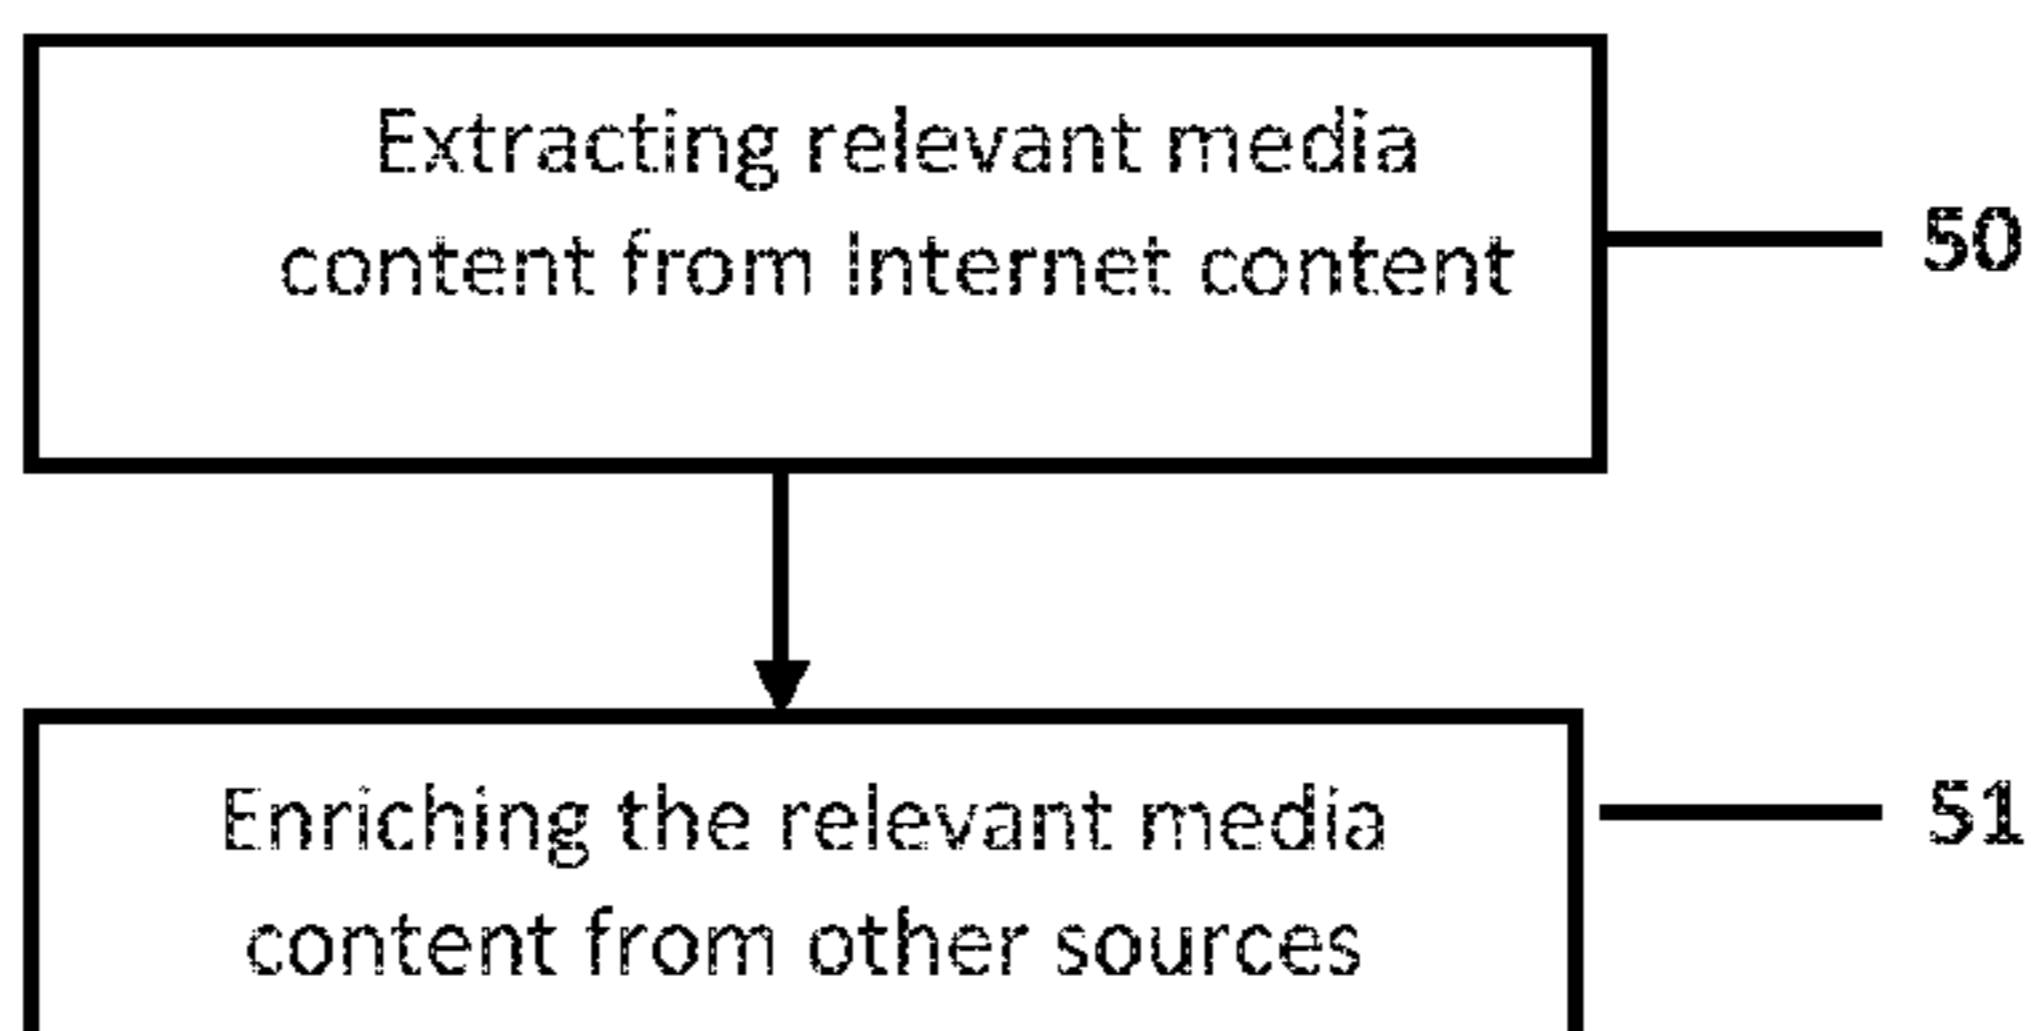 Extracting relevant media
content from Internet content
50
Enriching the relevant media
content from other sources
51